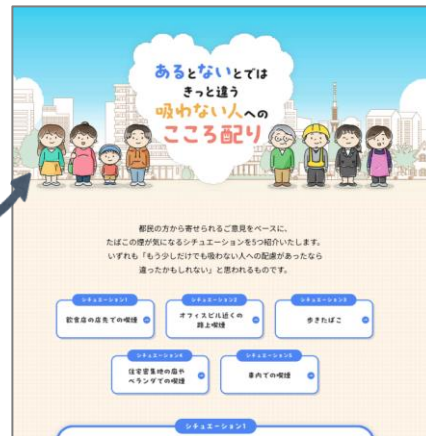 あるとないとでは
きっと違う
吸わない人への
こころ配り
都民の方から寄せられるご意見をベースに、
たばこの煙が気になるシチュエーションを5つ紹介いたします。
いずれも「もう少しだけでも吸わない人への配慮があったなら
違ったかもしれない」と思われるものです。
シチュエーション1
飲食店の店先での喫煙
シチュエーション2
オフィスビル近くの
路上喫煙
シチュエーション3
歩きたばこ
シチュエーション4
住宅密集地の庭や
ベランダでの喫煙
シチュエーション5
車内での喫煙
シチュエーション1